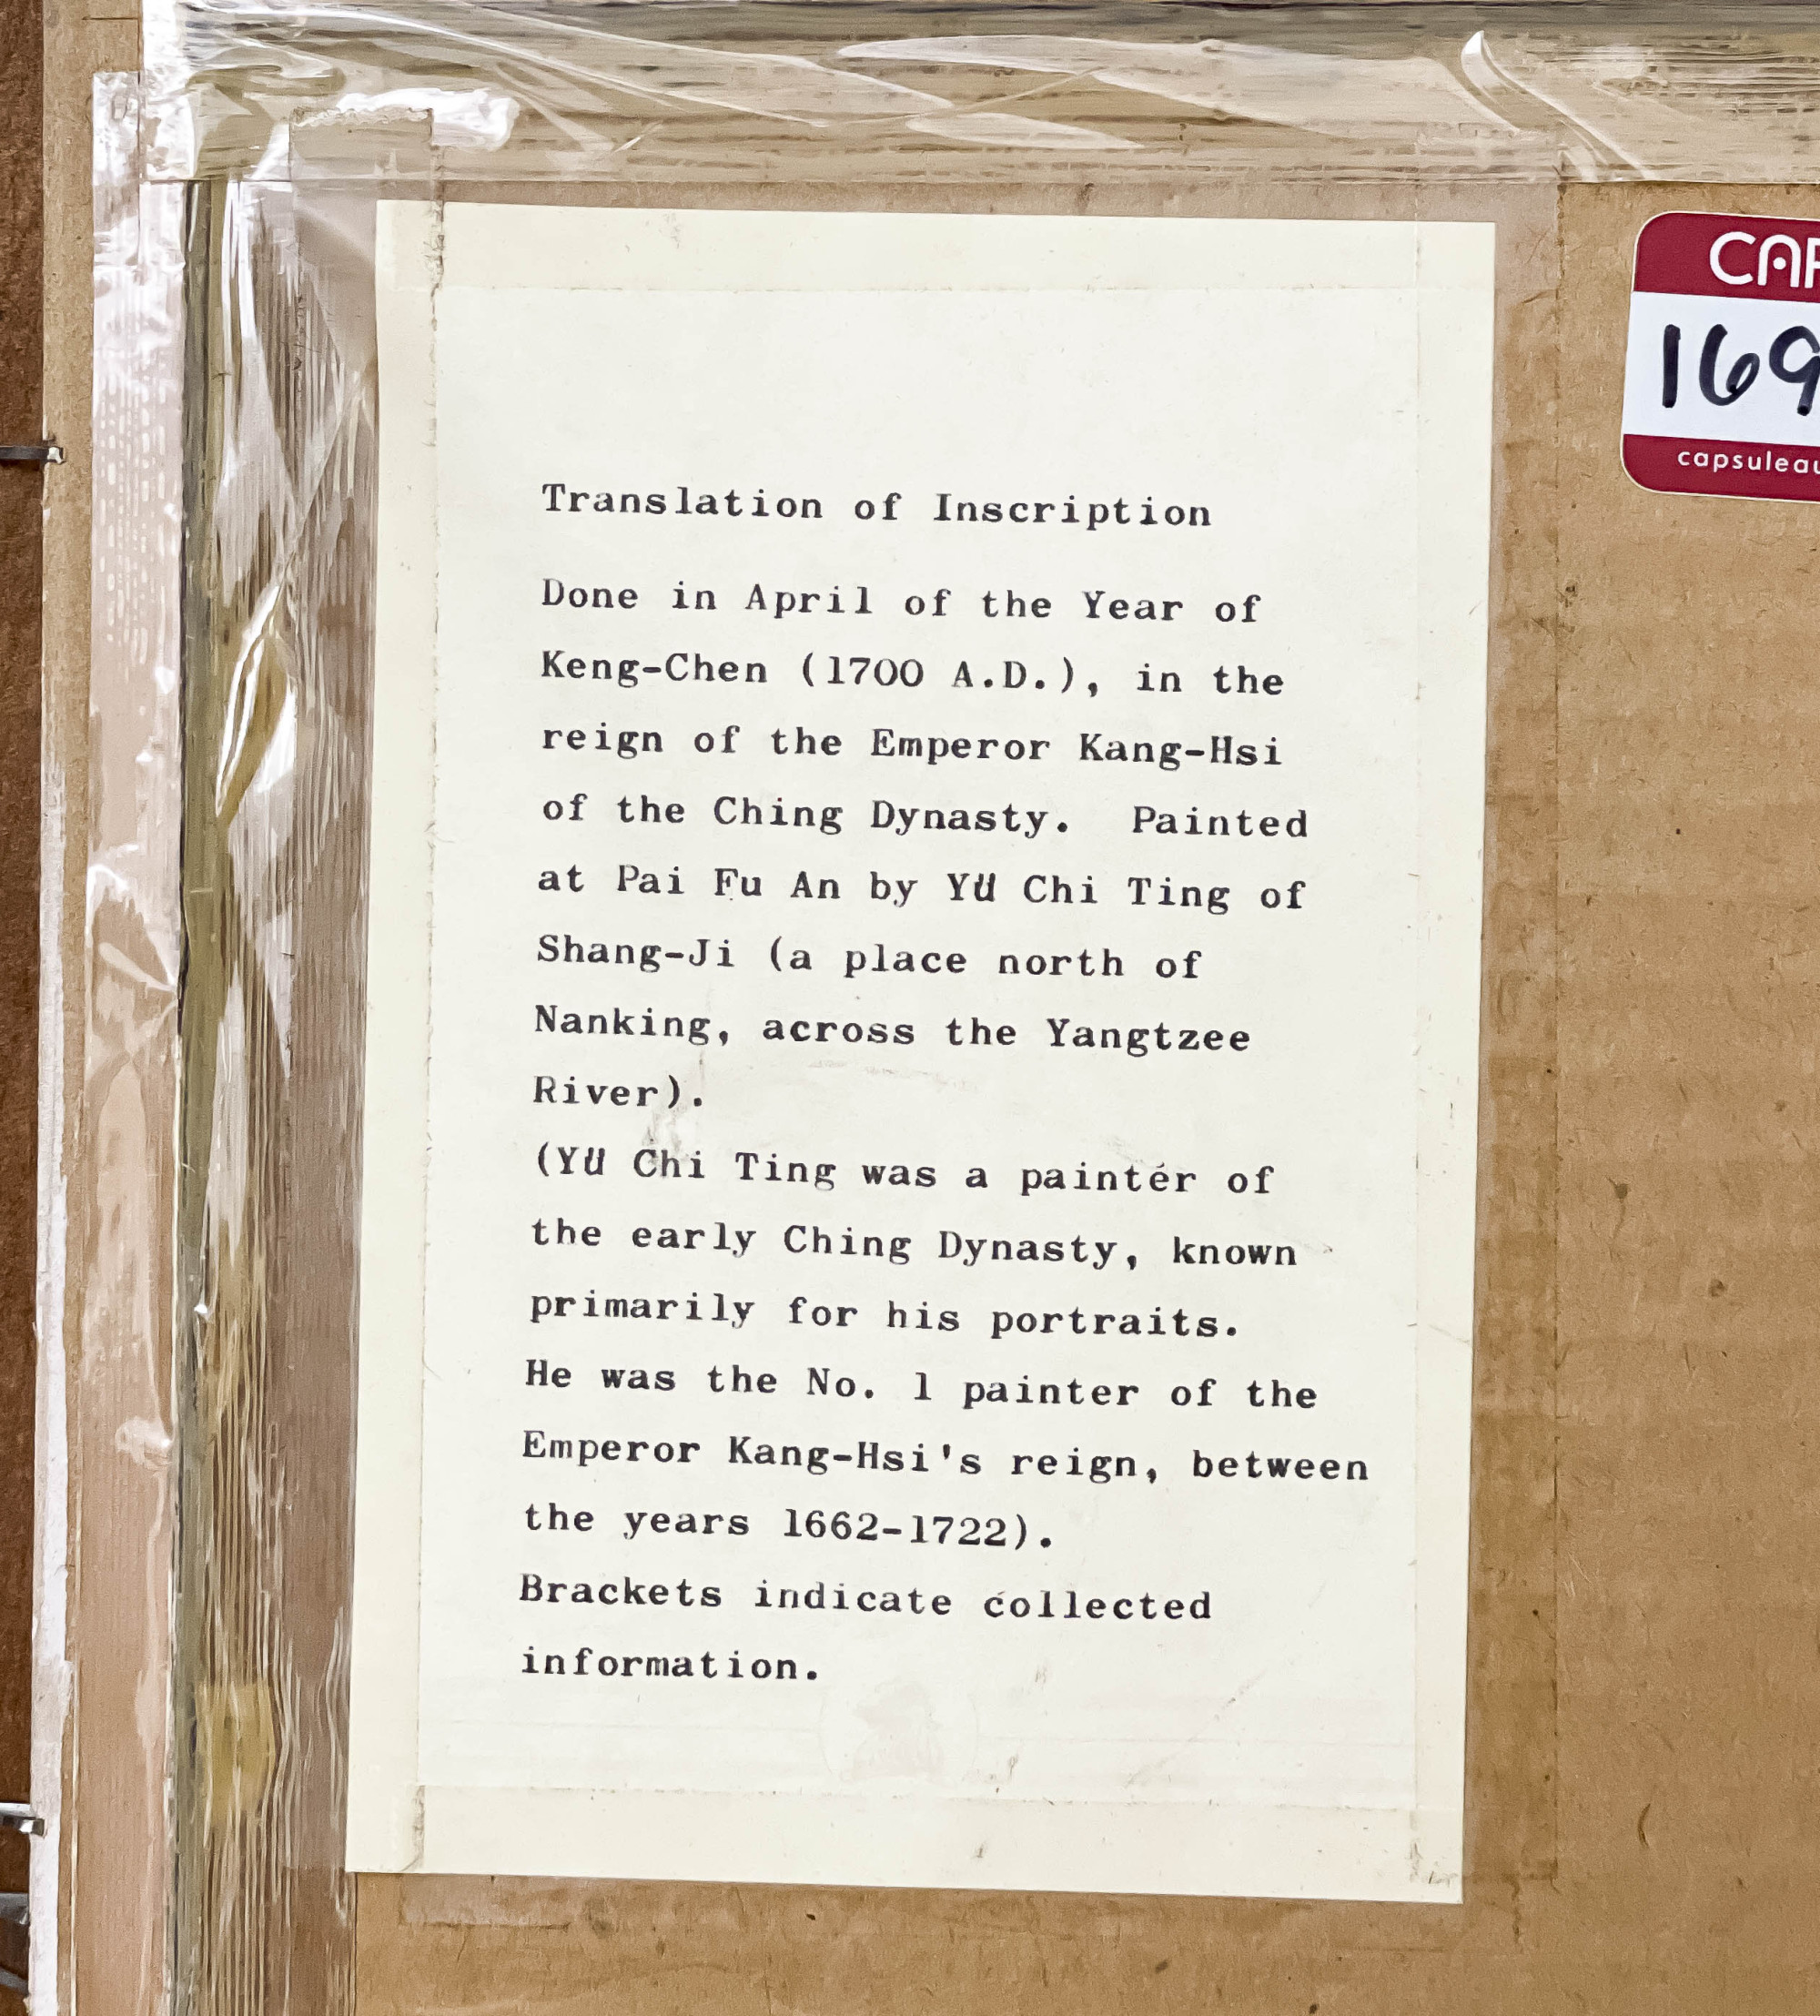 Translation of Inscription
Done in April of the Year of
Keng-Chen (1700 A.D.), in the
reign of the Emperor Kang-Hsi
of the Ching Dynasty. Painted
at Pai Fu An by Yü Chi Ting of
Shang-Ji (a place north of
Nanking, across the Yangtzee
River).
(Yü Chi Ting was a painter of
the early Ching Dynasty, known
primarily for his portraits.
He was the No. 1 painter of the
Emperor Kang-Hsi's reign, between
the years 1662-1722).
Brackets indicate collected
information.
169